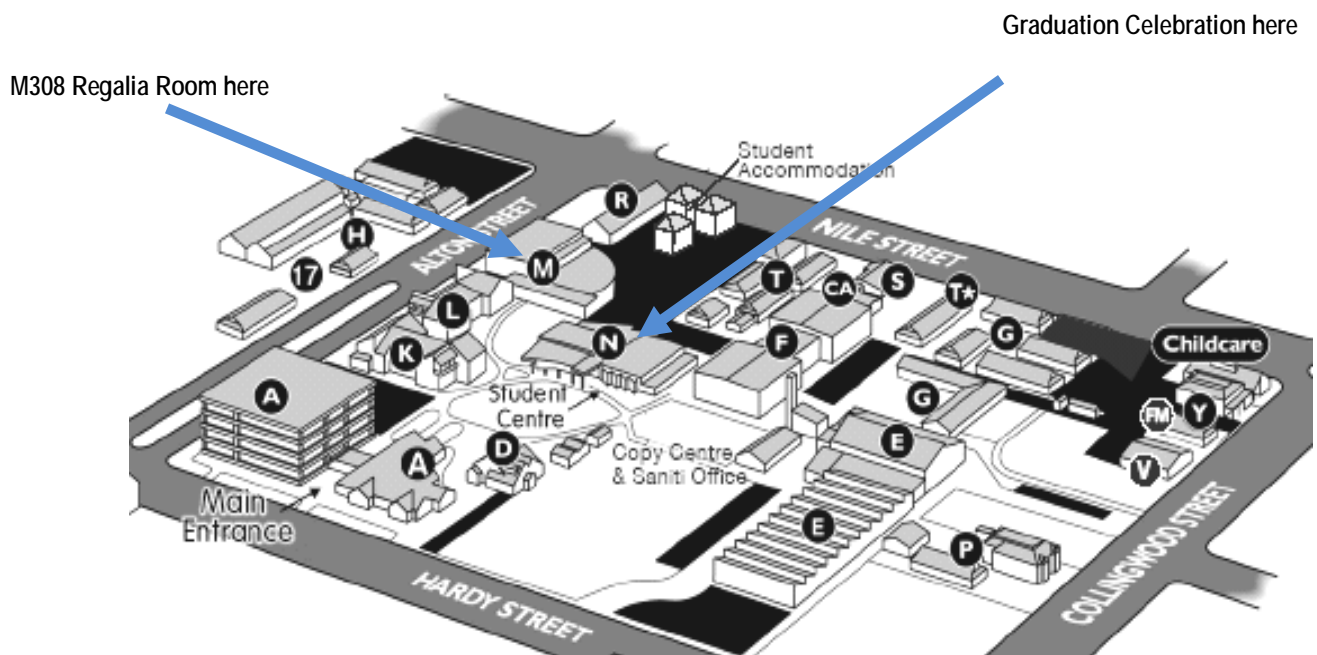 Graduation Celebration here
M308 Regalia Room here
Student
Accommodation
R
NILE STREET
ALTON STREET
H
17
M
T
CA
S
T★
G
L
N
F
Childcare
K
A
Student
Centre
G
FM
Y
E
D
Copy Centre
& Saniti Office
V
A
Main
Entrance
E
P
HARDY STREET
COLLINGWOOD STREET